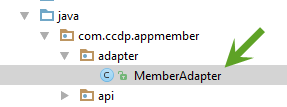 java
com.ccdp.appmember
adapter
C MemberAdapter
api